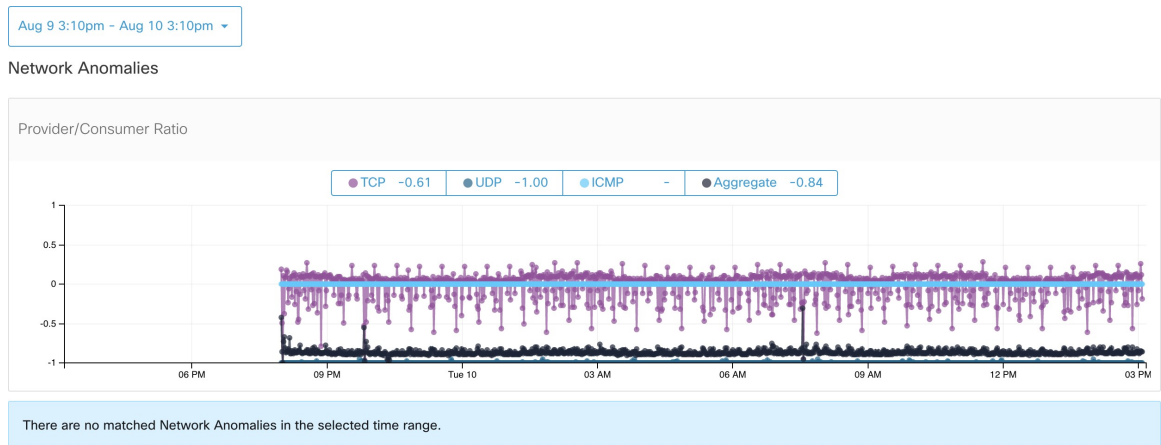 Aug 9 3:10pm - Aug 10 3:10pm
Network Anomalies
Provider/Consumer Ratio
TCP -0.61 UDP -1.00 ICMP - Aggregate -0.84
1
0.5
0
-0.5
-1
06 PM 09 PM Tue 10 03 AM 06 AM 09 AM 12 PM 03 PM
There are no matched Network Anomalies in the selected time range.